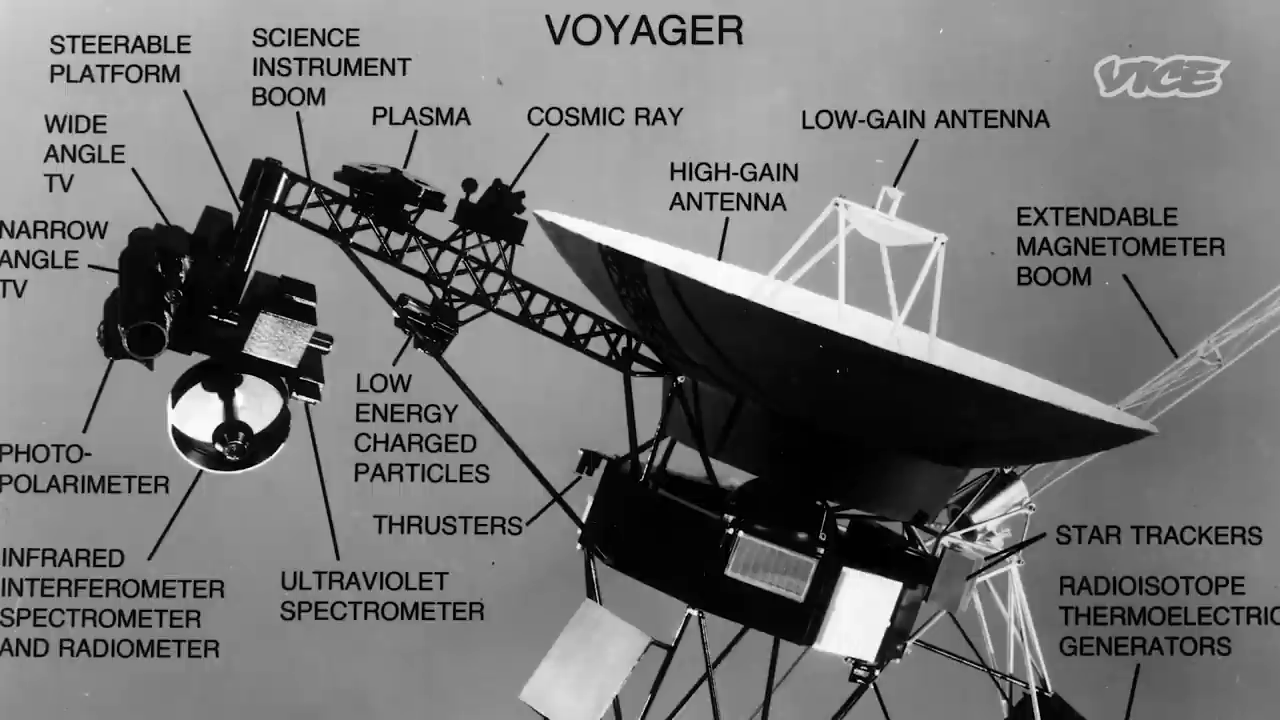 VOYAGER
VICE
STEERABLE
PLATFORM
SCIENCE
INSTRUMENT
BOOM
PLASMA
COSMIC RAY
LOW-GAIN ANTENNA
WIDE
ANGLE
TV
HIGH-GAIN
ANTENNA
NARROW
ANGLE
TV
EXTENDABLE
MAGNETOMETER
BOOM
LOW
ENERGY
CHARGED
PARTICLES
PHOTO-
POLARIMETER
THRUSTERS
STAR TRACKERS
INFRARED
INTERFEROMETER
SPECTROMETER
AND RADIOMETER
ULTRAVIOLET
SPECTROMETER
RADIOISOTOPE
THERMOELECTRIC
GENERATORS